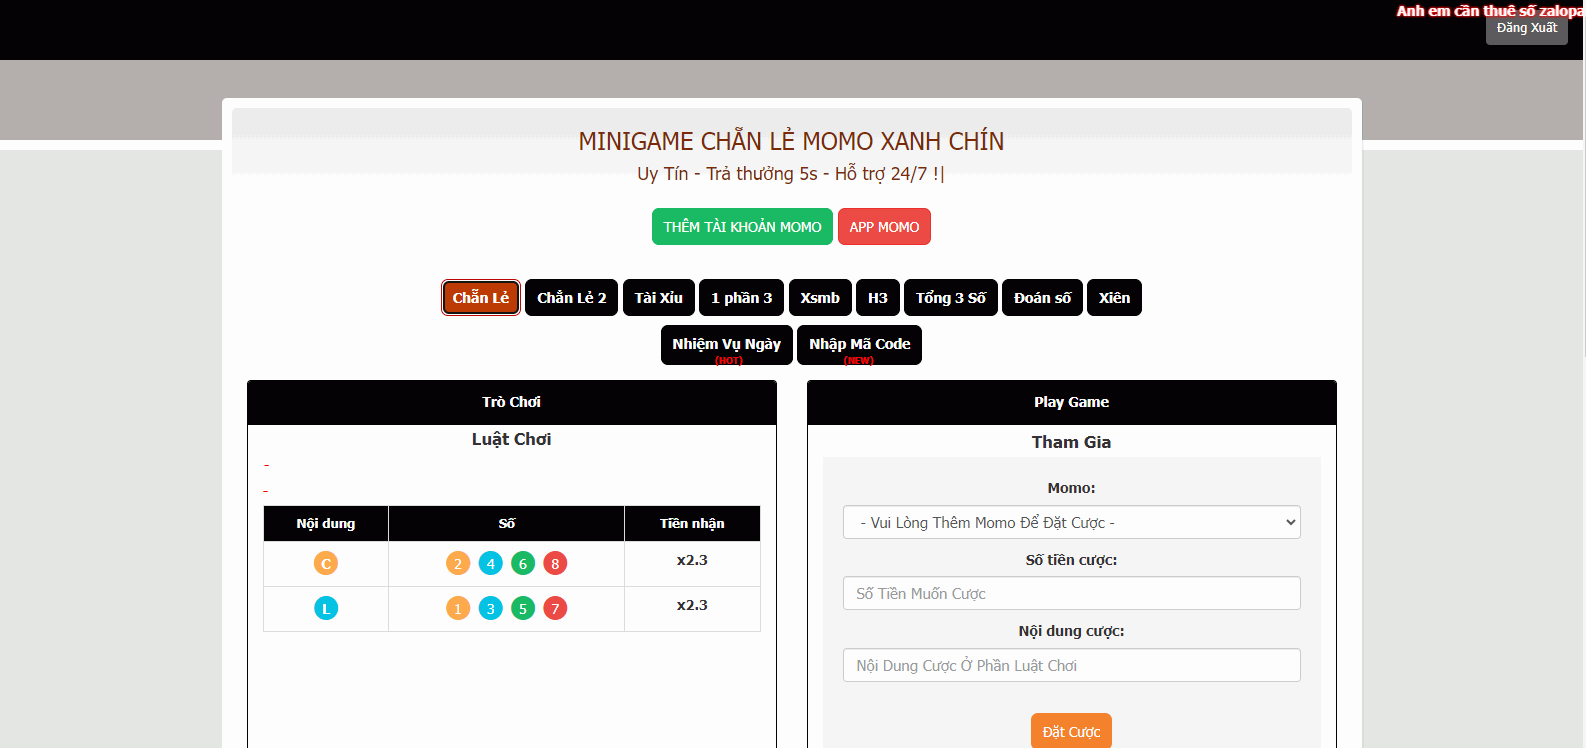 Anh em cần thuê số zalopa
Đăng Xuất
MINIGAME CHẴN LẺ MOMO XANH CHÍN
Uy Tín - Trả thưởng 5s - Hỗ trợ 24/7 !|
THÊM TÀI KHOẢN MOMO APP MOMO
Chẵn Lẻ Chẳn Lẻ 2 Tài Xỉu 1 phần 3 Xsmb H3 Tổng 3 Số Đoán số Xiên
Nhiệm Vụ Ngày Nhập Mã Code
(HOT) (NEW)
Trò Chơi
Luật Chơi
-
-
Nội dung Số Tiền nhận
C 2 4 6 8 x2.3
L 1 3 5 7 x2.3
Play Game
Tham Gia
Momo:
- Vui Lòng Thêm Momo Để Đặt Cược -
Số tiền cược:
Số Tiền Muốn Cược
Nội dung cược:
Nội Dung Cược Ở Phần Luật Chơi
Đặt Cược